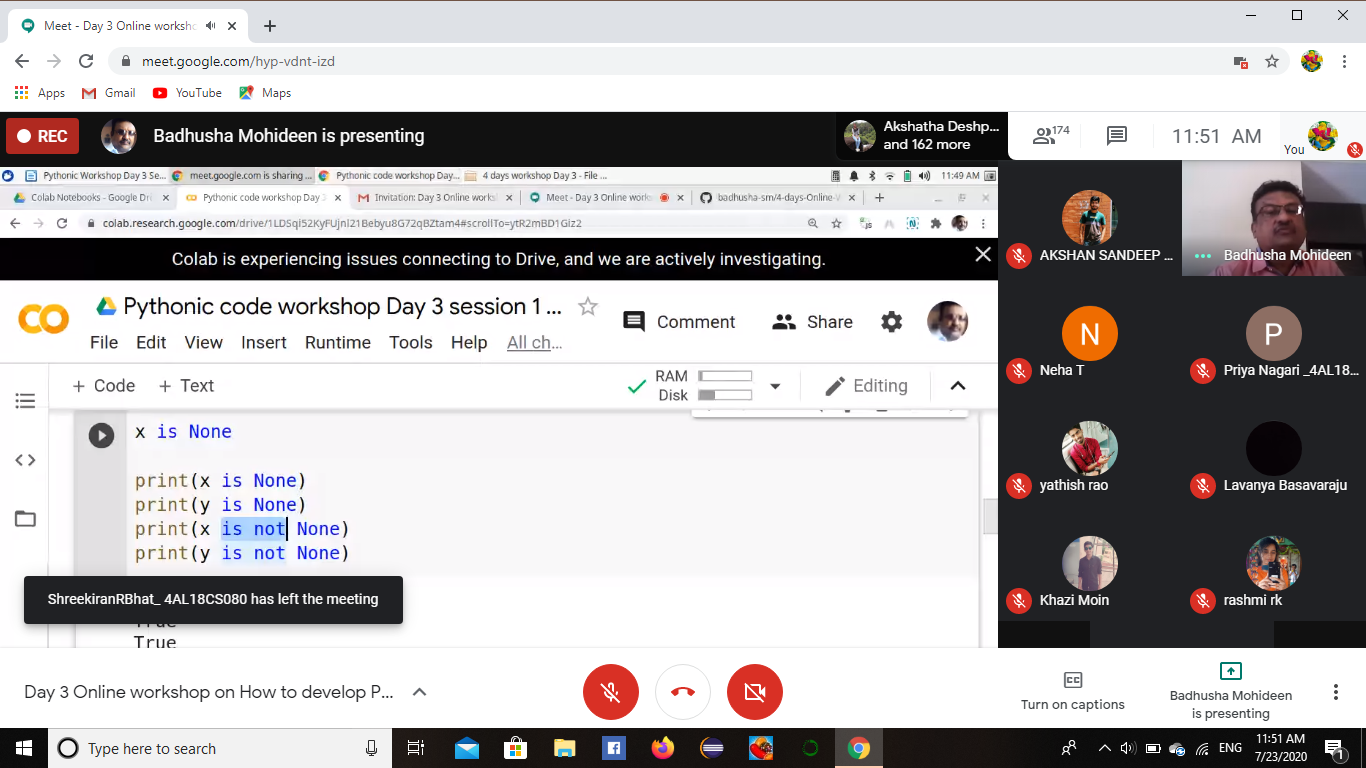 Meet - Day 3 Online worksho
meet.google.com/hyp-vdnt-izd
Apps
Gmail
YouTube
Maps
REC
Badhusha Mohideen is presenting
Akshatha Deshp...
and 162 more
174
11:51 AM
You
Pythonic Workshop Day 3 Se...
meet.google.com is sharing ...
Pythonic code workshop Day...
4 days workshop Day 3 - File ...
11:49 AM
Colab Notebooks - Google Dri
Pythonic code workshop Day
Invitation: Day 3 Online works
Meet - Day 3 Online works
badhusha-sm/4-days-Online-W
colab.research.google.com/drive/1LDSqi52KyFUjnI21Bebyu8G72qBZtam4#scrollTo=ytR2mBD1Giz2
Colab is experiencing issues connecting to Drive, and we are actively investigating.
CO
Pythonic code workshop Day 3 session 1 ...
Comment
Share
File
Edit
View
Insert
Runtime
Tools
Help
All ch...
+ Code
+ Text
RAM
Disk
Editing
x is None
print(x is None)
print(y is None)
print(x is not None)
print(y is not None)
True
True
ShreekiranRBhat_ 4AL18CS080 has left the meeting
AKSHAN SANDEEP ...
Badhusha Mohideen
N
Neha T
P
Priya Nagari _4AL18...
yathish rao
Lavanya Basavaraju
Khazi Moin
rashmi rk
Day 3 Online workshop on How to develop P...
CC
Turn on captions
Badhusha Mohideen
is presenting
Type here to search
ENG
11:51 AM
7/23/2020
1